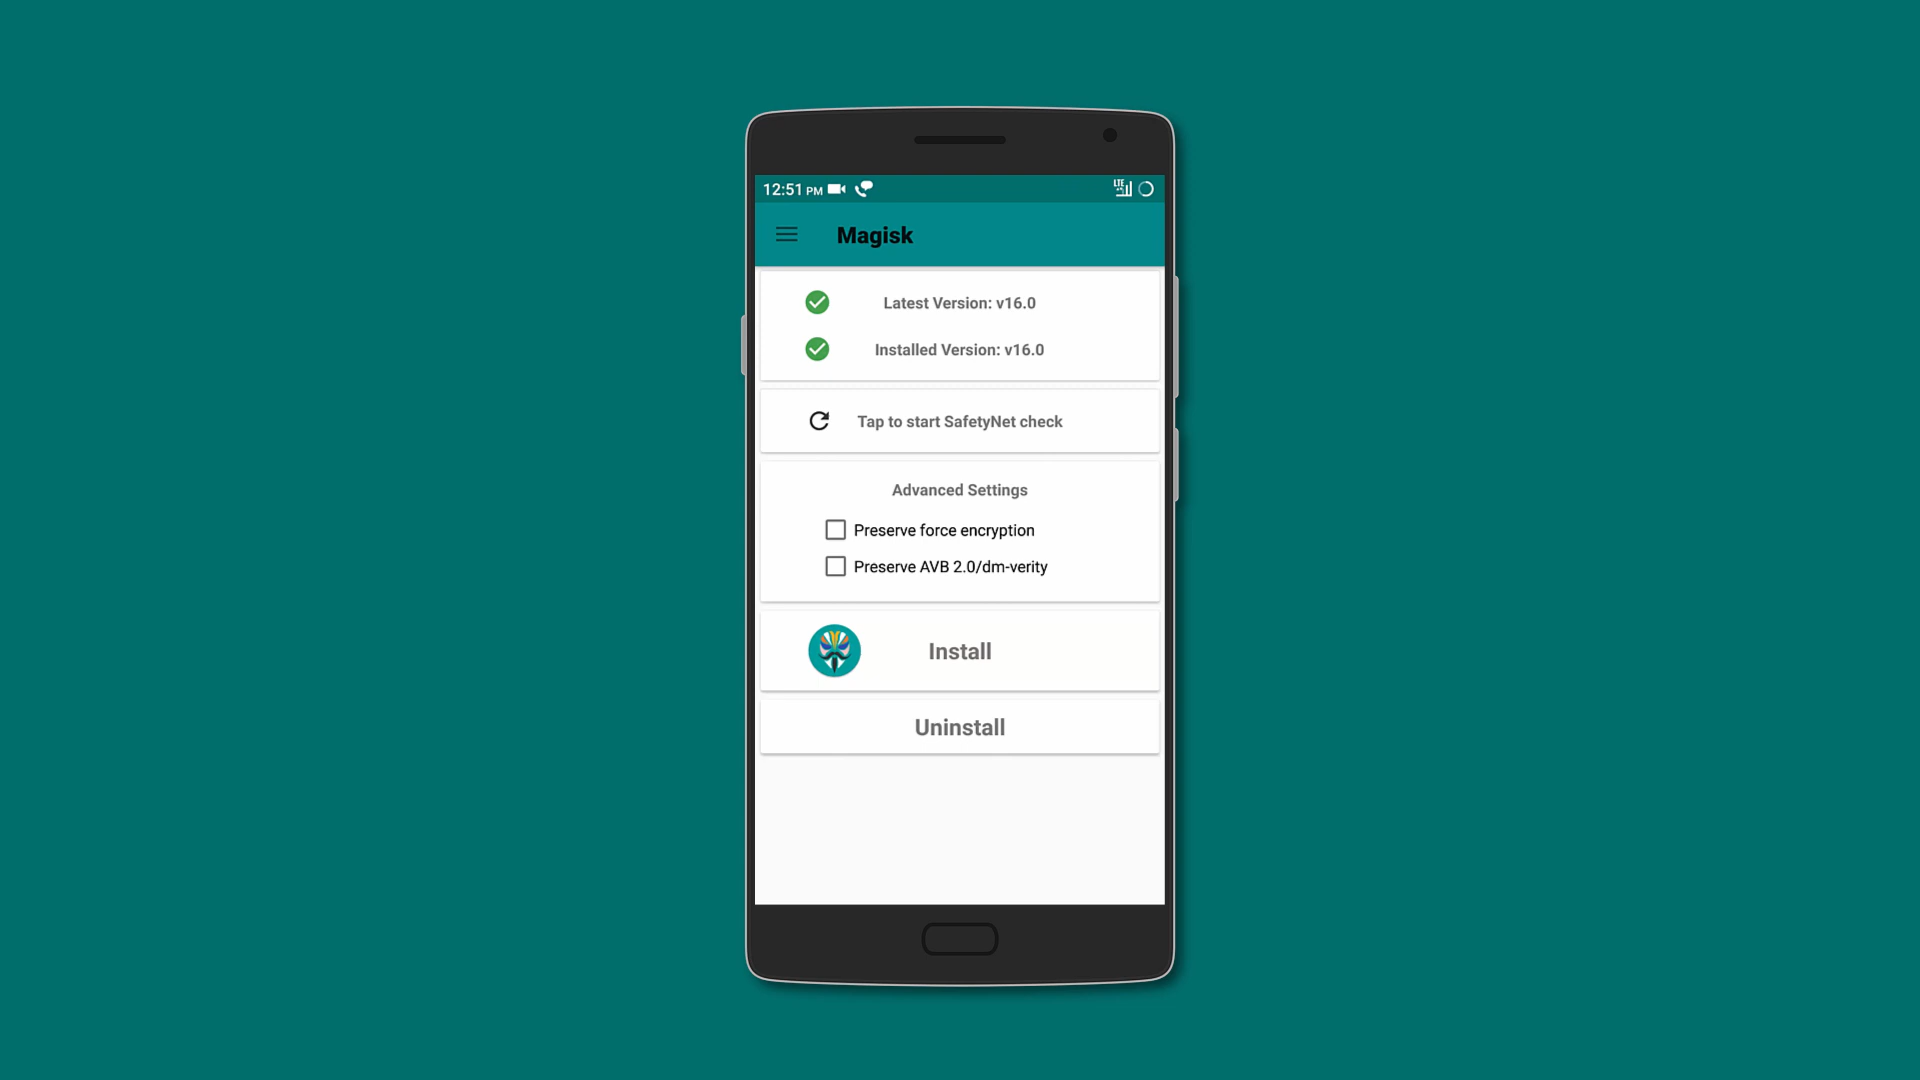 12:51 PM
LTE
Magisk
Latest Version: v16.0
Installed Version: v16.0
Tap to start SafetyNet check
Advanced Settings
Preserve force encryption
Preserve AVB 2.0/dm-verity
Install
Uninstall